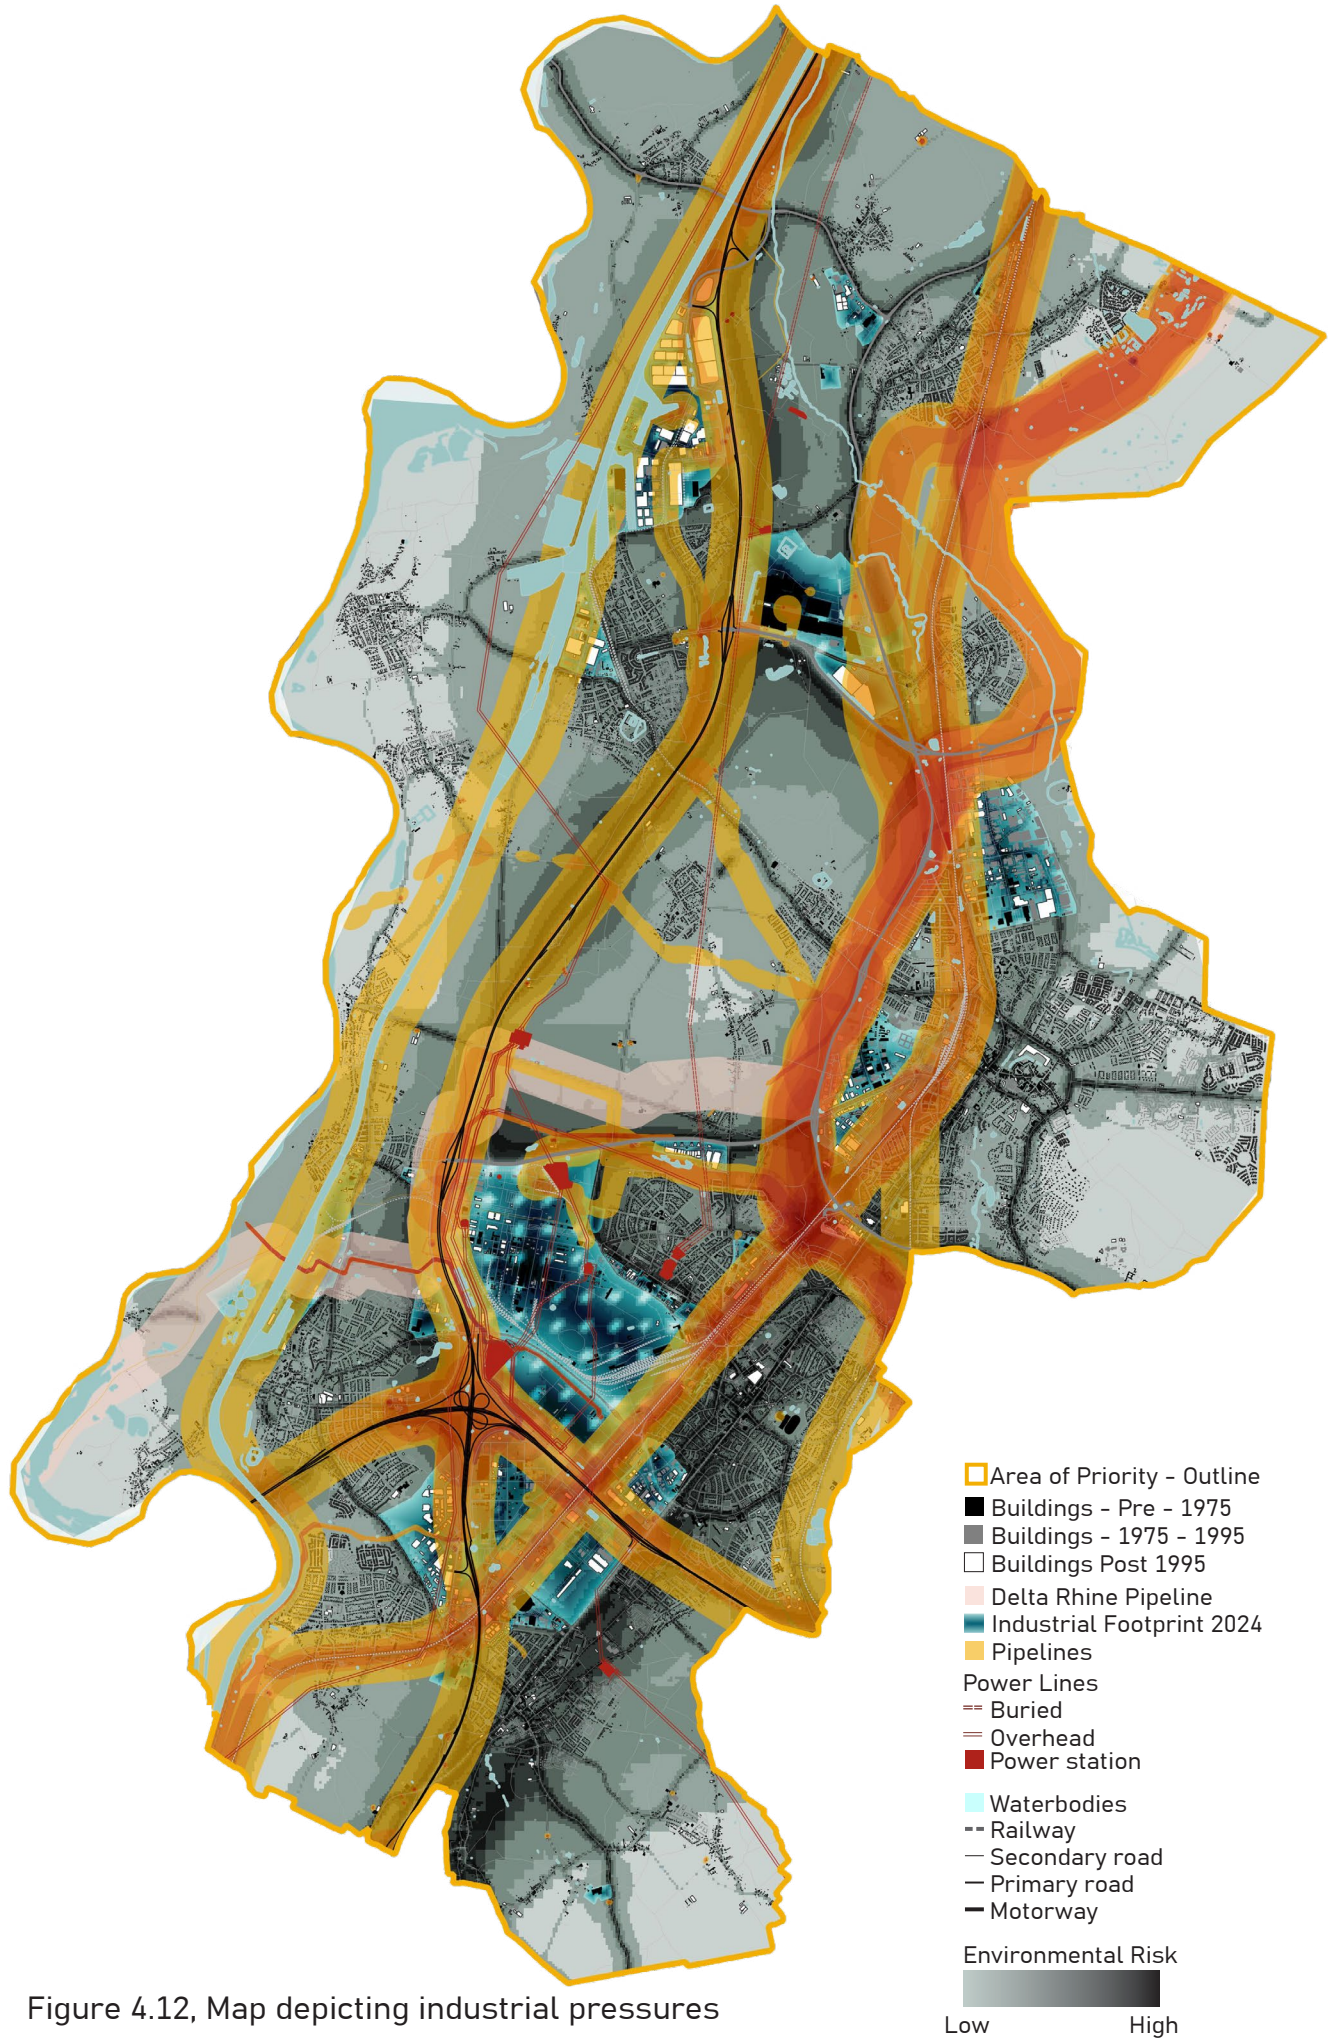 Area of Priority - Outline
Buildings - Pre - 1975
Buildings - 1975 - 1995
Buildings Post 1995
Delta Rhine Pipeline
Industrial Footprint 2024
Pipelines
Power Lines
Buried
Overhead
Power station
Waterbodies
Railway
Secondary road
Primary road
Motorway
Environmental Risk
Low High
Figure 4.12, Map depicting industrial pressures